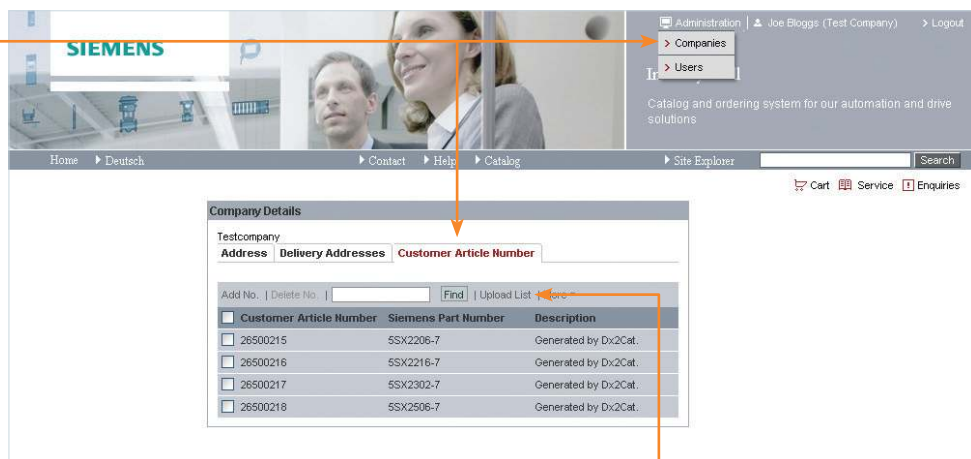 SIEMENS
Administration | Joe Bloggs (Test Company) > Logout
> Companies
> Users
Catalog and ordering system for our automation and drive
solutions
Home Deutsch Contact Help Catalog Site Explorer Search
Cart Service Enquiries
Company Details
Testcompany
Address Delivery Addresses Customer Article Number
Add No. | Delete No. | Find | Upload List |
Customer Article Number Siemens Part Number Description
26500215 5SX2206-7 Generated by Dx2Cat.
26500216 5SX2216-7 Generated by Dx2Cat.
26500217 5SX2302-7 Generated by Dx2Cat.
26500218 5SX2506-7 Generated by Dx2Cat.